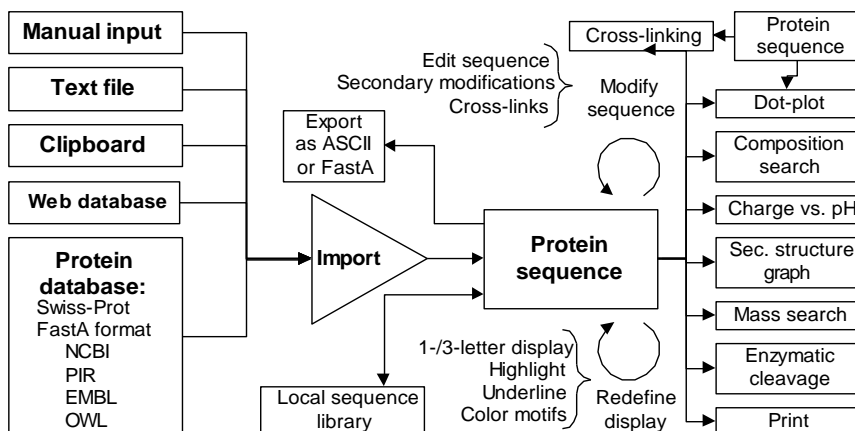 Manual input
Text file
Clipboard
Web database
Protein
database:
Swiss-Prot
FastA format
NCBI
PIR
EMBL
OWL
Export
as ASCII
or FastA
Import
Local sequence
library
Edit sequence
Secondary modifications
Cross-links
Modify
sequence
Protein
sequence
1-/3-letter display
Highlight
Underline
Color motifs
Redefine
display
Cross-linking
Protein
sequence
Dot-plot
Composition
search
Charge vs. pH
Sec. structure
graph
Mass search
Enzymatic
cleavage
Print